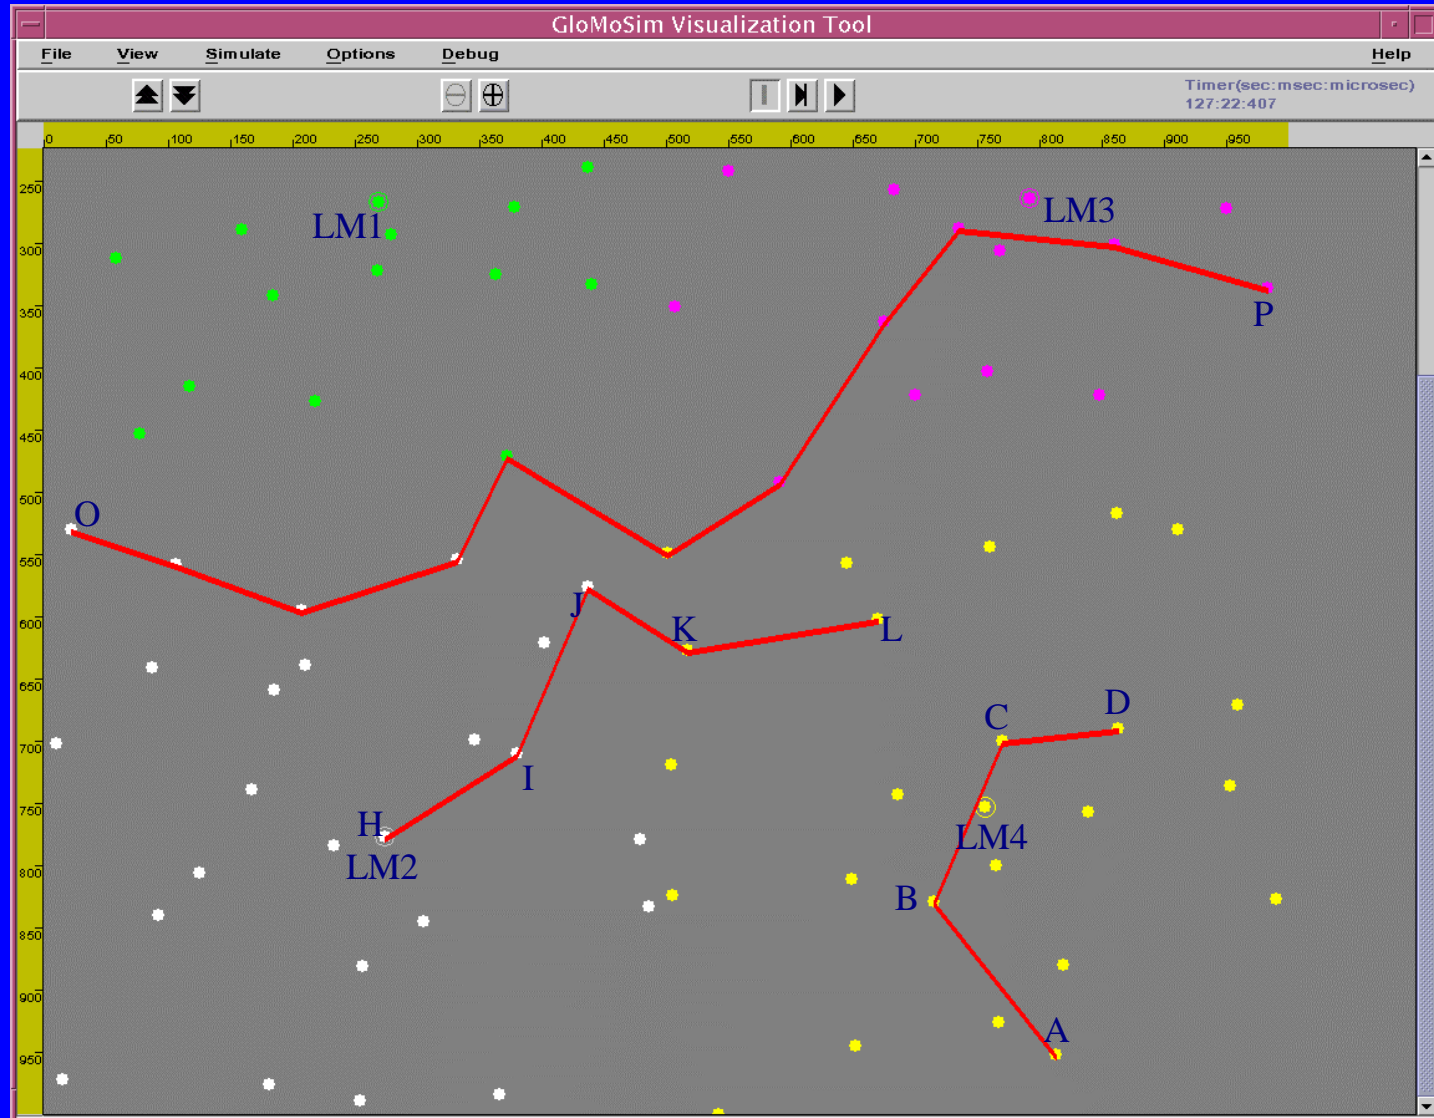 GloMoSim Visualization Tool
File View Simulate Options Debug Help
Timer(sec:msec:microsec)
127:22:407
0 50 100 150 200 250 300 350 400 450 500 550 600 650 700 750 800 850 900 950
250
300
350
400
450
500
550
600
650
700
750
800
850
900
950
LM1
LM3
P
O
J
K
L
C
D
I
H
LM2
LM4
B
A